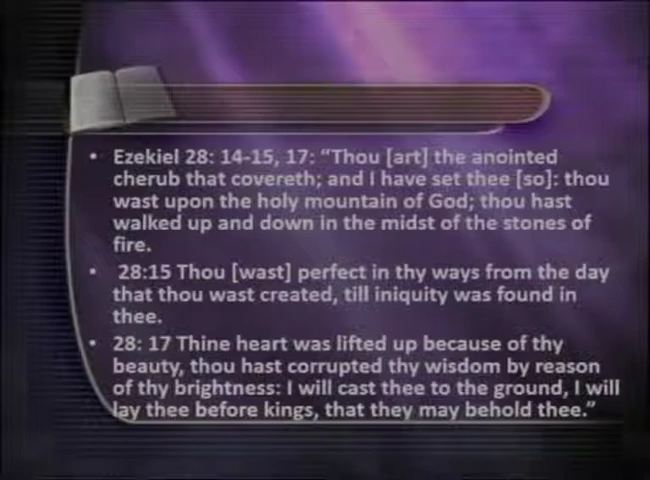 • Ezekiel 28: 14-15, 17: “Thou [art] the anointed
cherub that covereth; and I have set thee [so]: thou
wast upon the holy mountain of God; thou hast
walked up and down in the midst of the stones of
fire.
• 28:15 Thou [wast] perfect in thy ways from the day
that thou wast created, till iniquity was found in
thee.
• 28: 17 Thine heart was lifted up because of thy
beauty, thou hast corrupted thy wisdom by reason
of thy brightness: I will cast thee to the ground, I will
lay thee before kings, that they may behold thee.”